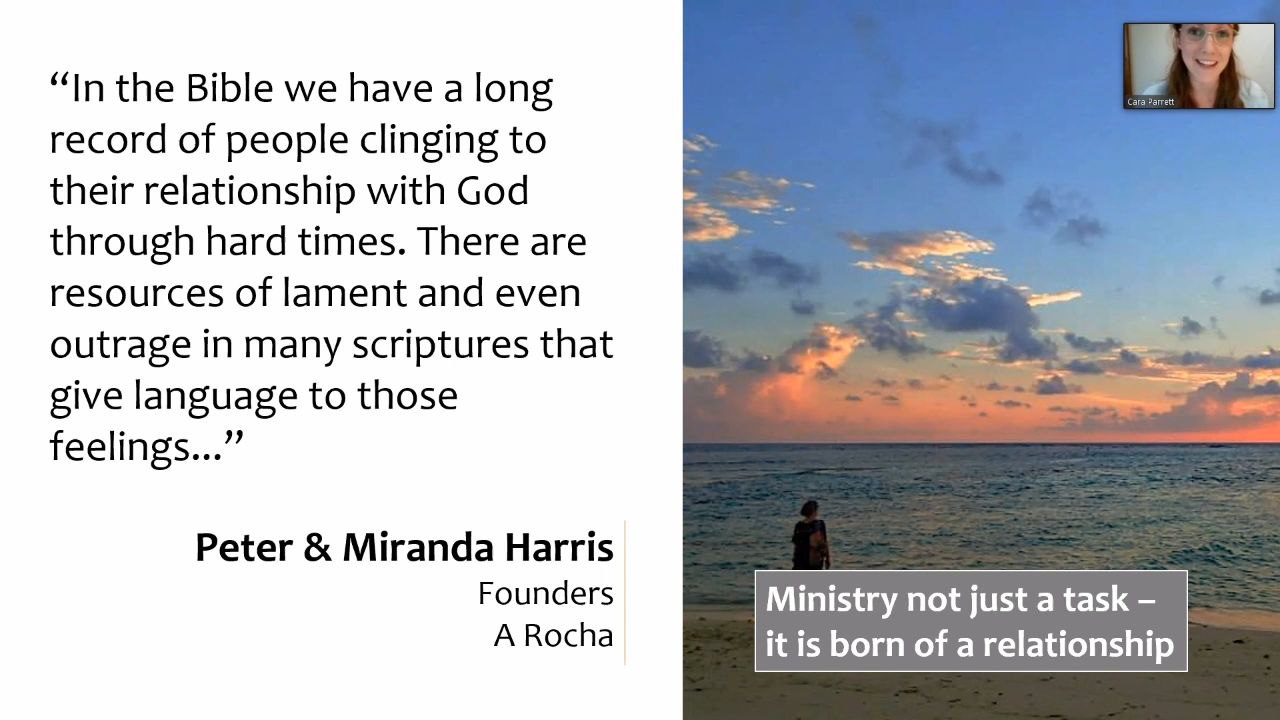 “In the Bible we have a long
record of people clinging to
their relationship with God
through hard times. There are
resources of lament and even
outrage in many scriptures that
give language to those
feelings...”
Peter & Miranda Harris
Founders
A Rocha
Cara Parrett
Ministry not just a task –
it is born of a relationship